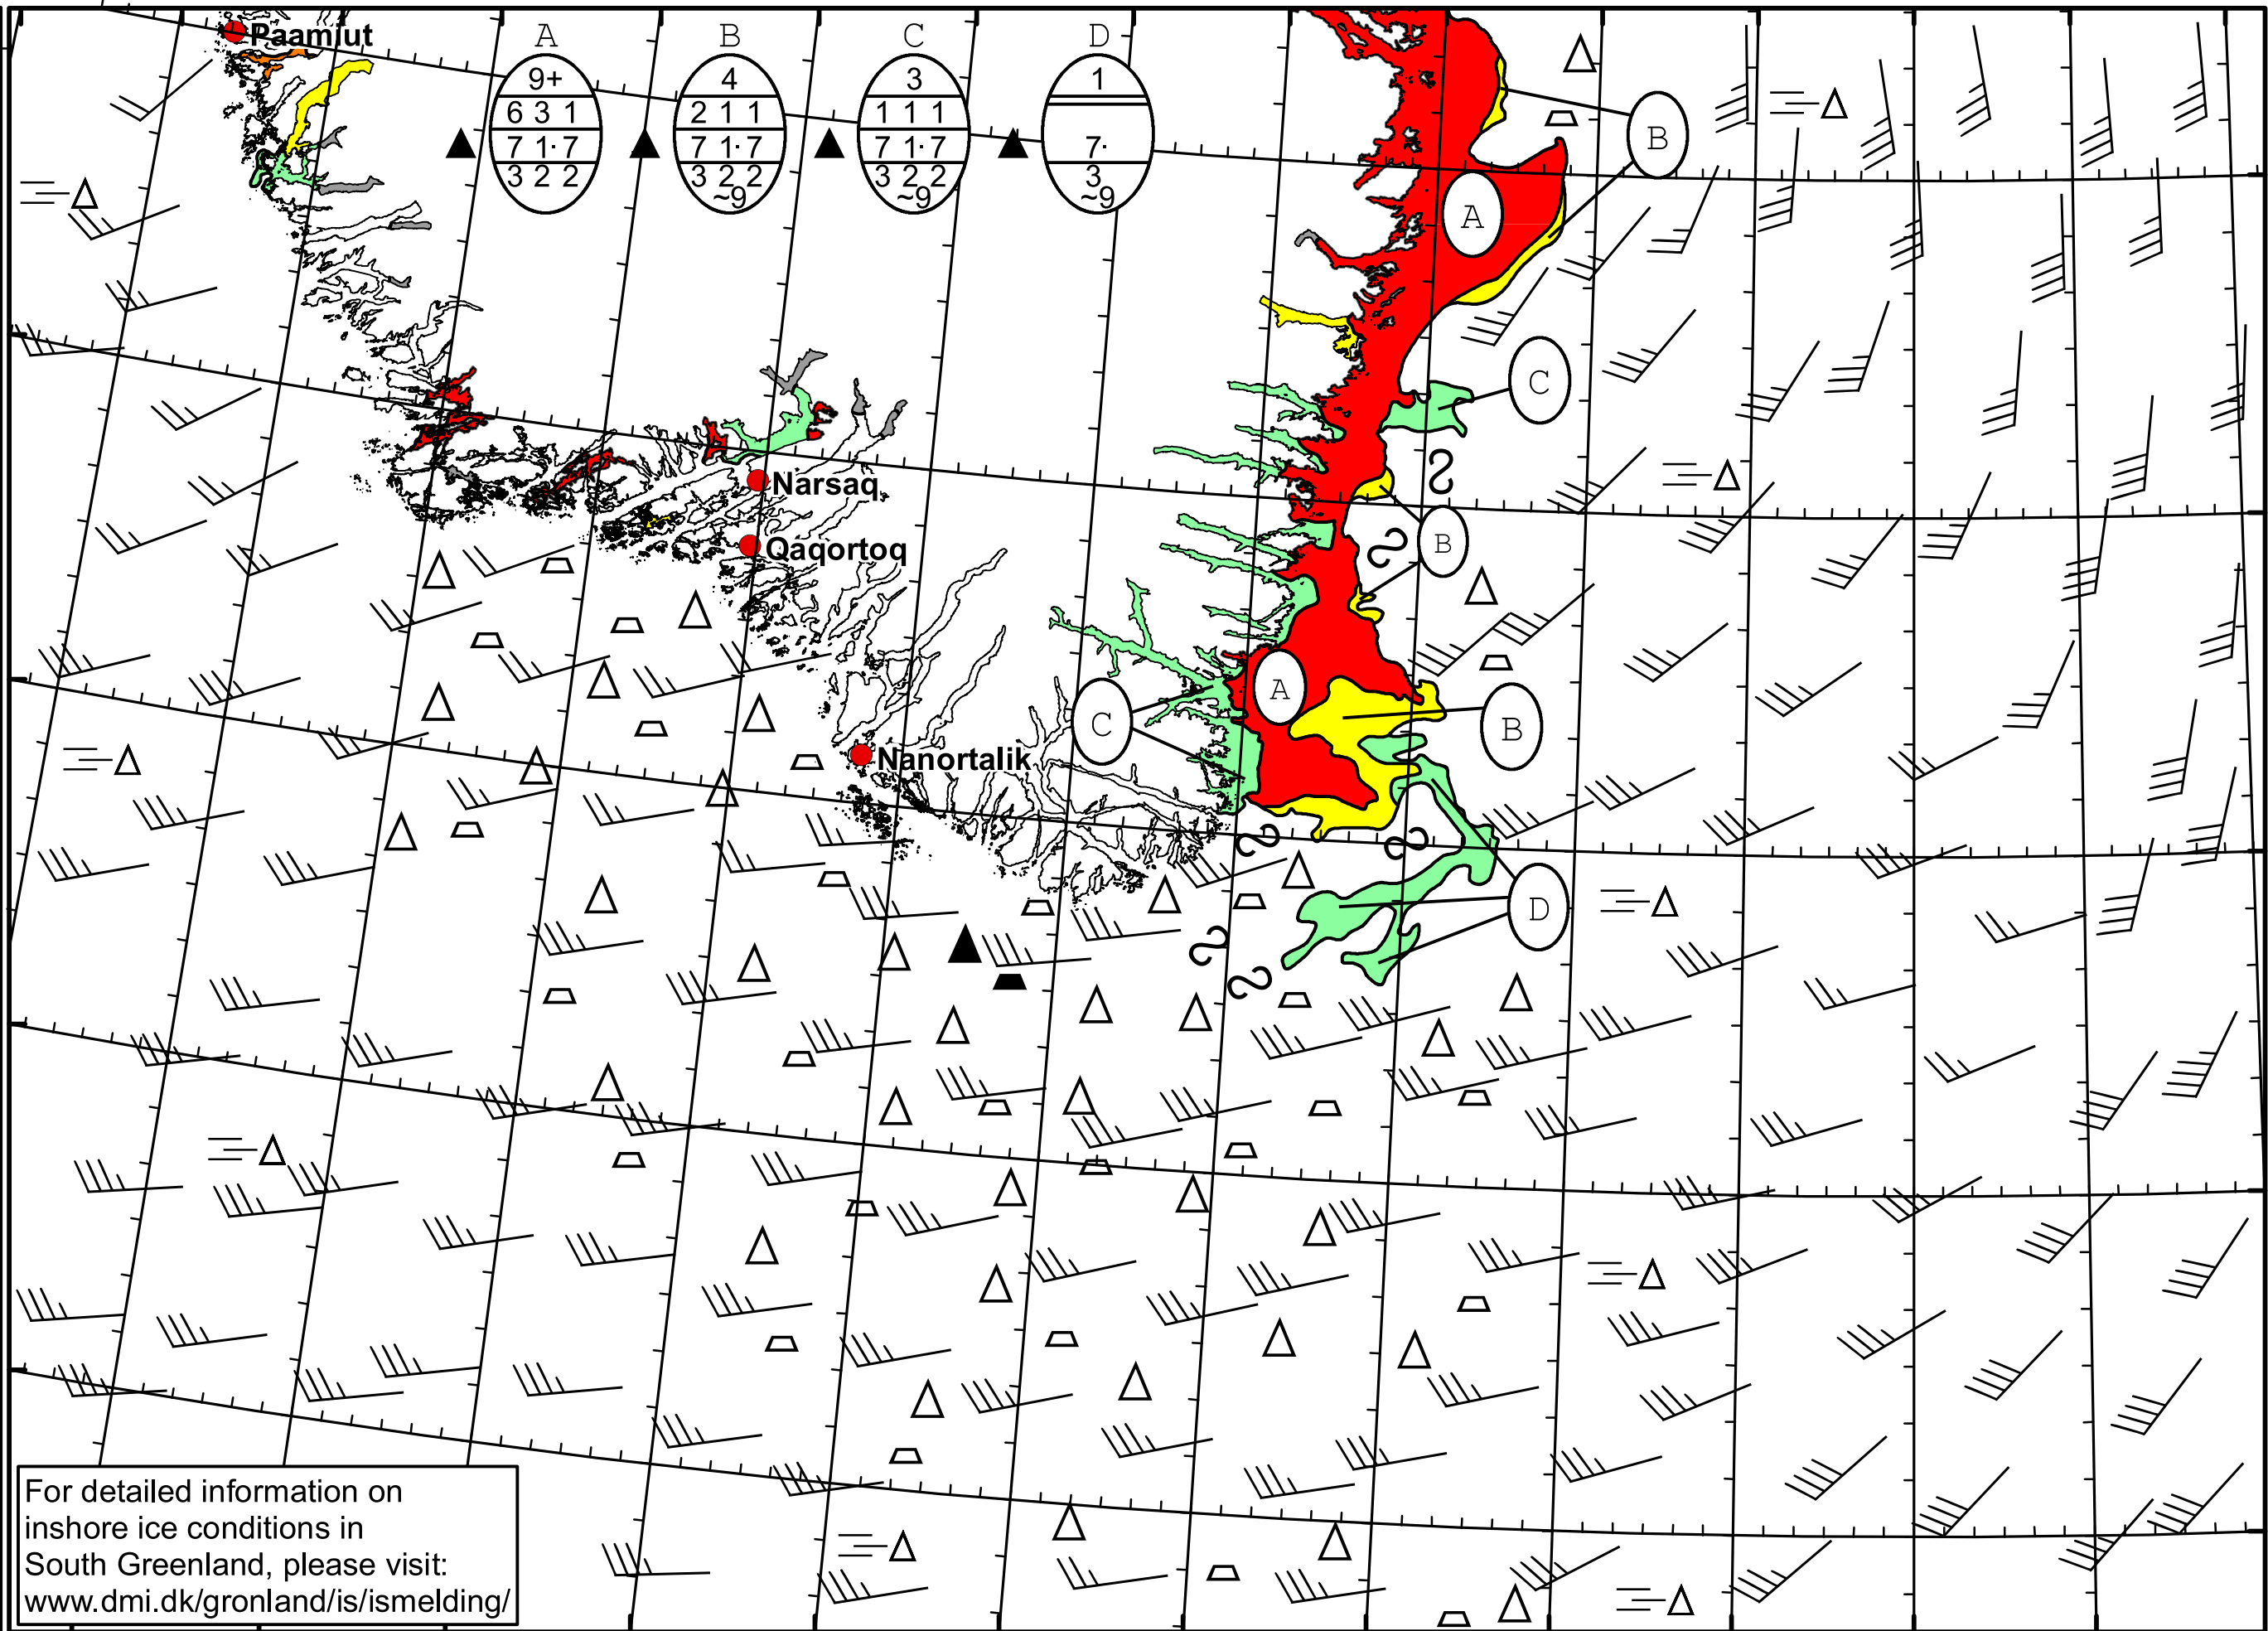 Paamiut
A B C D
9+ 4 3 1
6 3 1 2 1 1 1 1 1
7 1· 7 7 1· 7 7 1· 7 7·
3 2 2 3 2 2 3 2 2 3
~9 ~9 ~9
B
A
C
Narsaq
B
Qaqortoq
A
C
B
Nanortalik
D
For detailed information on
inshore ice conditions in
South Greenland, please visit:
www.dmi.dk/gronland/is/ismelding/